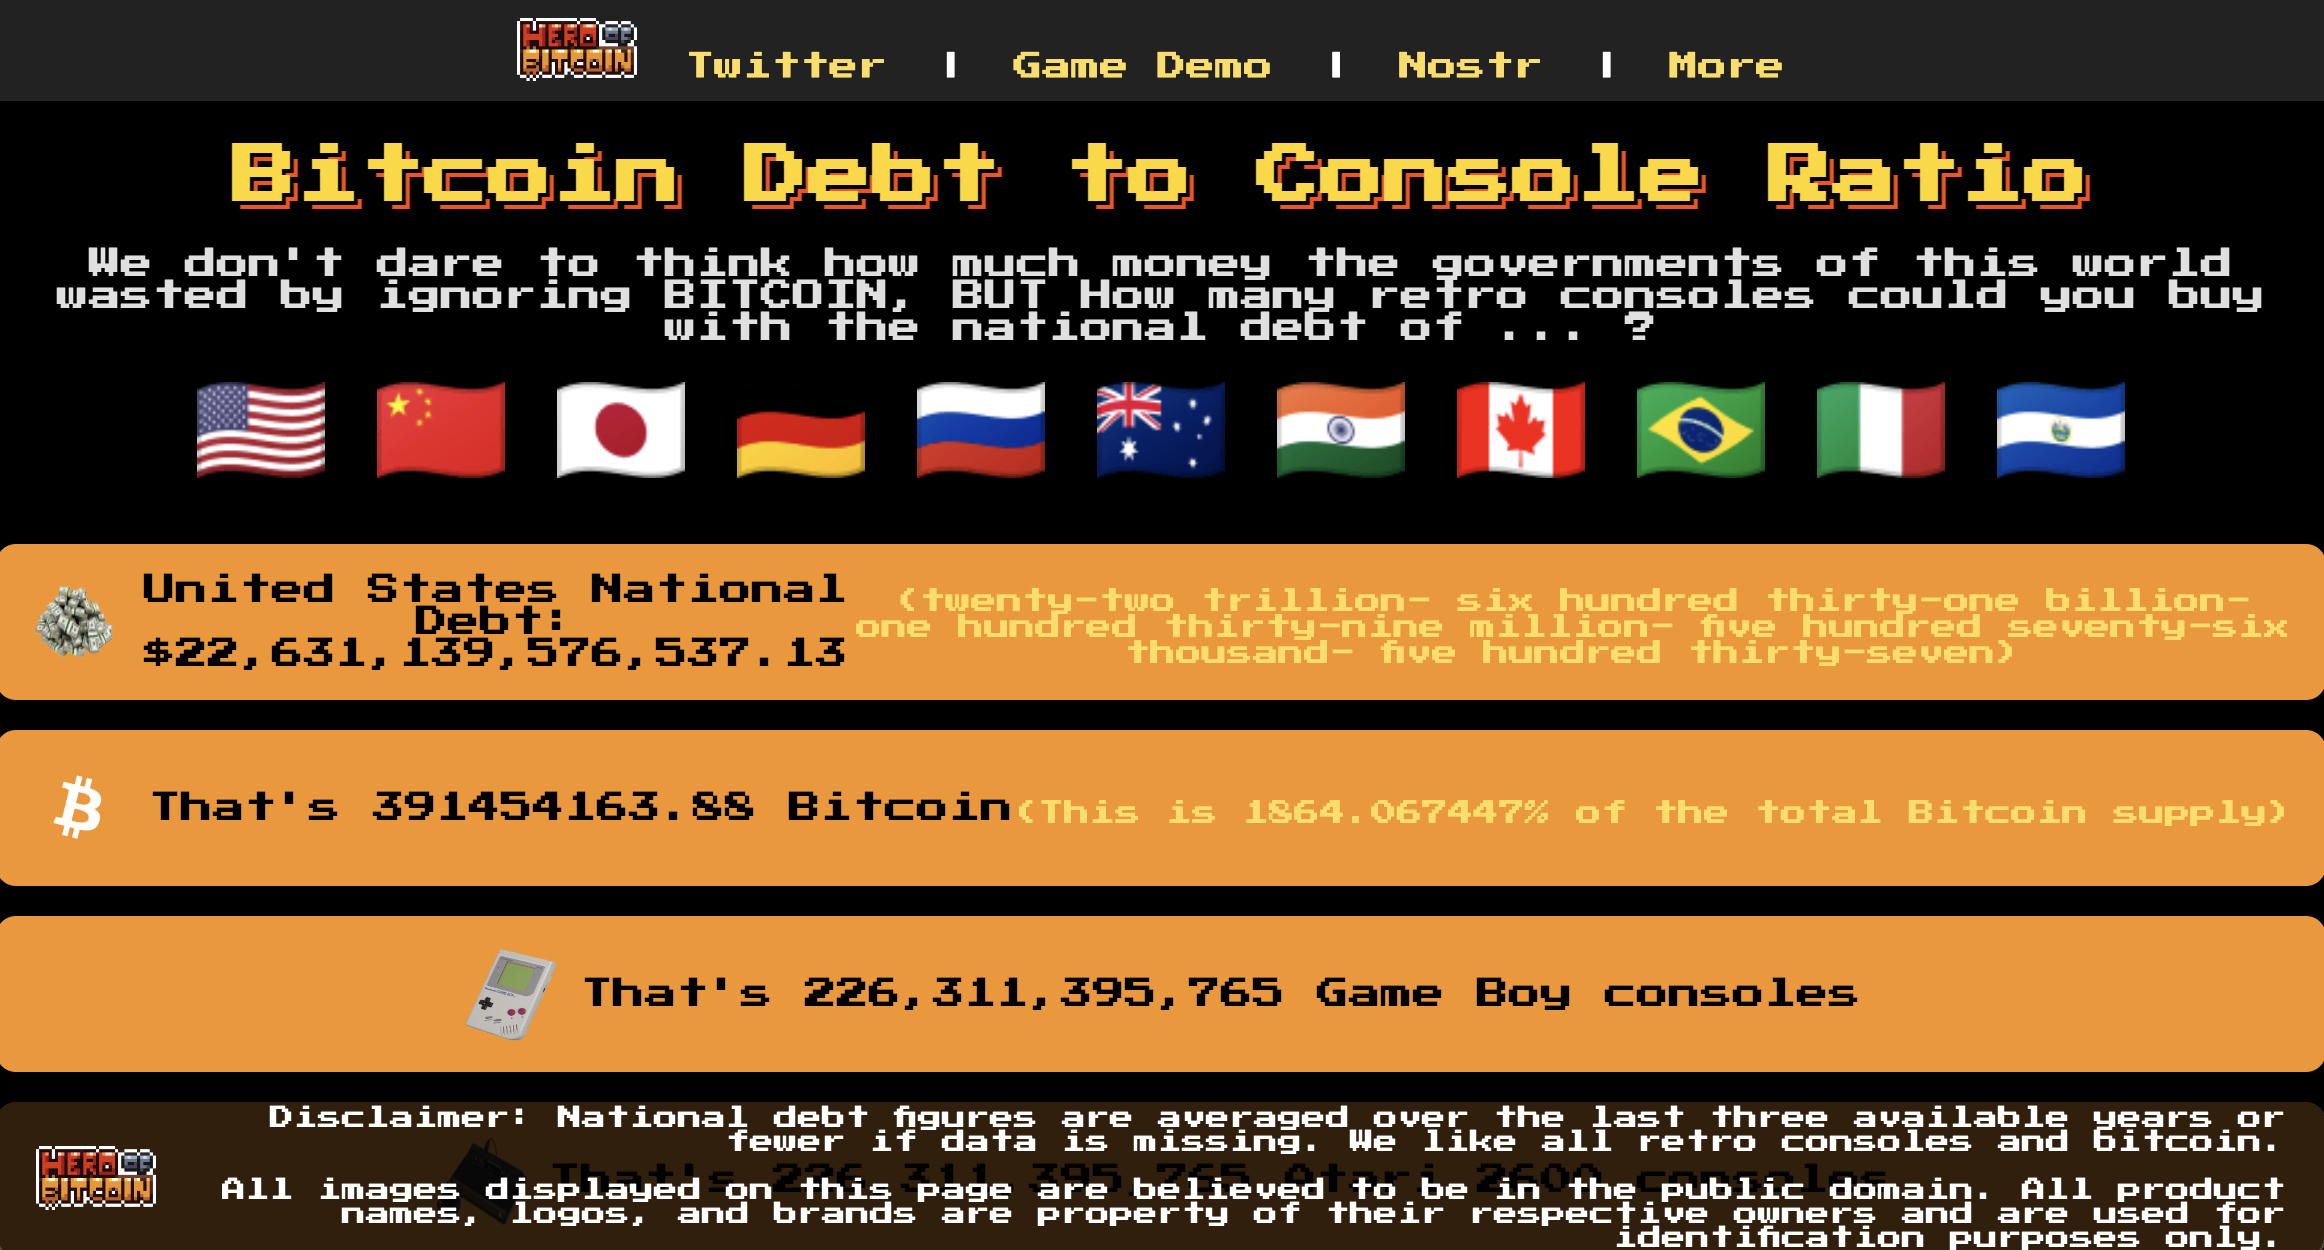 HERO OF
BITCOIN
Twitter | Game Demo | Nostr | More
Bitcoin Debt to Console Ratio
We don't dare to think how much money the governments of this world
wasted by ignoring BITCOIN, BUT How many retro consoles could you buy
with the national debt of ... ?
United States National
Debt:
$22,631,139,576,537.13
(twenty-two trillion- six hundred thirty-one billion-
one hundred thirty-nine million- five hundred seventy-six
thousand- five hundred thirty-seven)
That's 391454163.88 Bitcoin
(This is 1864.067447% of the total Bitcoin supply)
That's 226,311,395,765 Game Boy consoles
That's 226,311,395,765 Atari 2600 consoles
HERO OF
BITCOIN
Disclaimer: National debt figures are averaged over the last three available years or
fewer if data is missing. We like all retro consoles and bitcoin.
All images displayed on this page are believed to be in the public domain. All product
names, logos, and brands are property of their respective owners and are used for
identification purposes only.